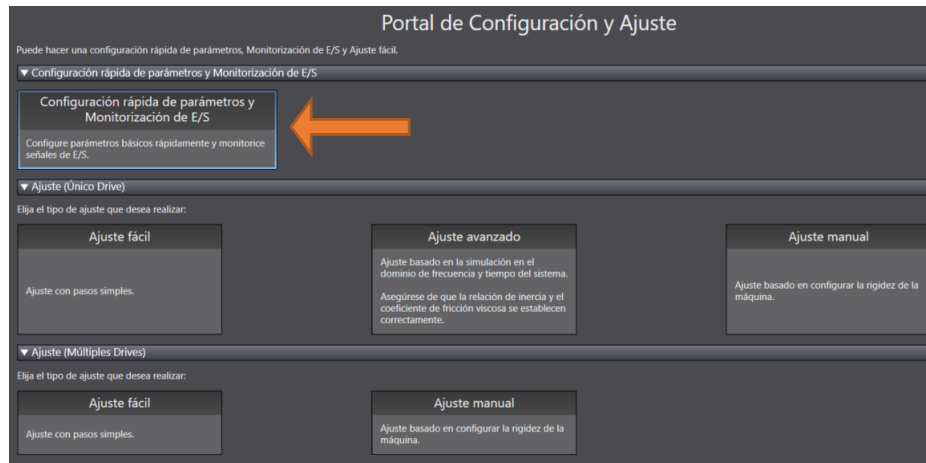 Portal de Configuración y Ajuste
Puede hacer una configuración rápida de parámetros, Monitorización de E/S y Ajuste fácil.
▼ Configuración rápida de parámetros y Monitorización de E/S
Configuración rápida de parámetros y
Monitorización de E/S
Configure parámetros básicos rápidamente y monitorice
señales de E/S.
▼ Ajuste (Único Drive)
Elija el tipo de ajuste que desea realizar:
Ajuste fácil
Ajuste con pasos simples.
Ajuste avanzado
Ajuste basado en la simulación en el
dominio de frecuencia y tiempo del sistema.
Asegúrese de que la relación de inercia y el
coeficiente de fricción viscosa se establecen
correctamente.
Ajuste manual
Ajuste basado en configurar la rigidez de la
máquina.
▼ Ajuste (Múltiples Drives)
Elija el tipo de ajuste que desea realizar:
Ajuste fácil
Ajuste con pasos simples.
Ajuste manual
Ajuste basado en configurar la rigidez de la
máquina.